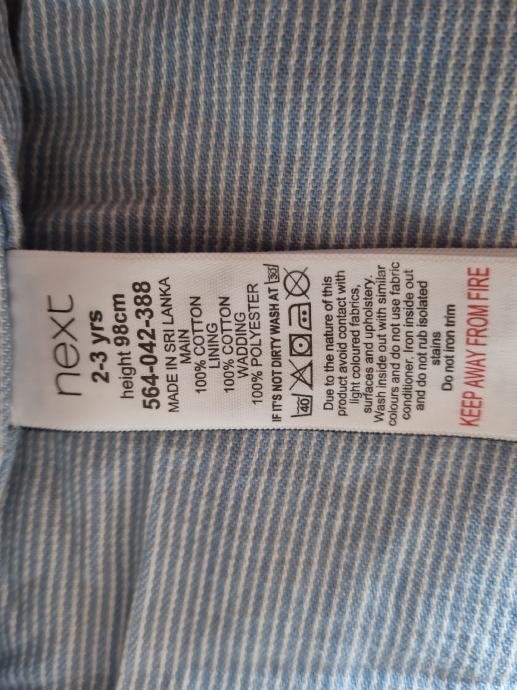 next
2-3 yrs
height 98cm
564-042-388
MADE IN SRI LANKA
MAIN
100% COTTON
LINING
100% COTTON
WADDING
100% POLYESTER
IF IT'S NOT DIRTY WASH AT 30
40
Due to the nature of this
product avoid contact with
light coloured fabrics,
surfaces and upholstery.
Wash inside out with similar
colours and do not use fabric
conditioner. Iron inside out
and do not rub isolated
stains
Do not iron trim
KEEP AWAY FROM FIRE